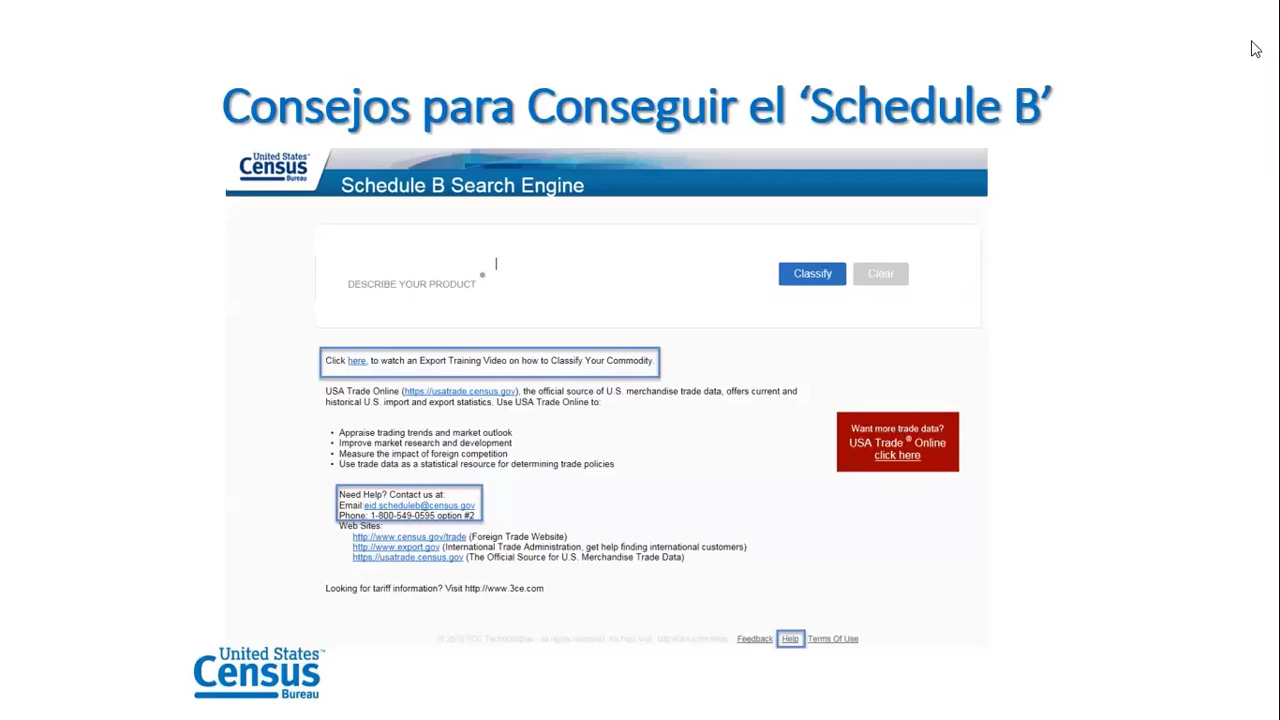 Consejos para Conseguir el ‘Schedule B’
United States™
Census
Bureau
Schedule B Search Engine
DESCRIBE YOUR PRODUCT *
Classify
Clear
Click here, to watch an Export Training Video on how to Classify Your Commodity.
USA Trade Online (https://usatrade.census.gov), the official source of U.S. merchandise trade data, offers current and
historical U.S. import and export statistics. Use USA Trade Online to:
• Appraise trading trends and market outlook
• Improve market research and development
• Measure the impact of foreign competition
• Use trade data as a statistical resource for determining trade policies
Want more trade data?
USA Trade ® Online
click here
Need Help? Contact us at:
Email:eid.scheduleb@census.gov
Phone: 1-800-549-0595 option #2
Web Sites:
http://www.census.gov/trade (Foreign Trade Website)
http://www.export.gov (International Trade Administration, get help finding international customers)
https://usatrade.census.gov (The Official Source for U.S. Merchandise Trade Data)
Looking for tariff information? Visit http://www.3ce.com
Feedback Help Terms Of Use
United States™
Census
Bureau